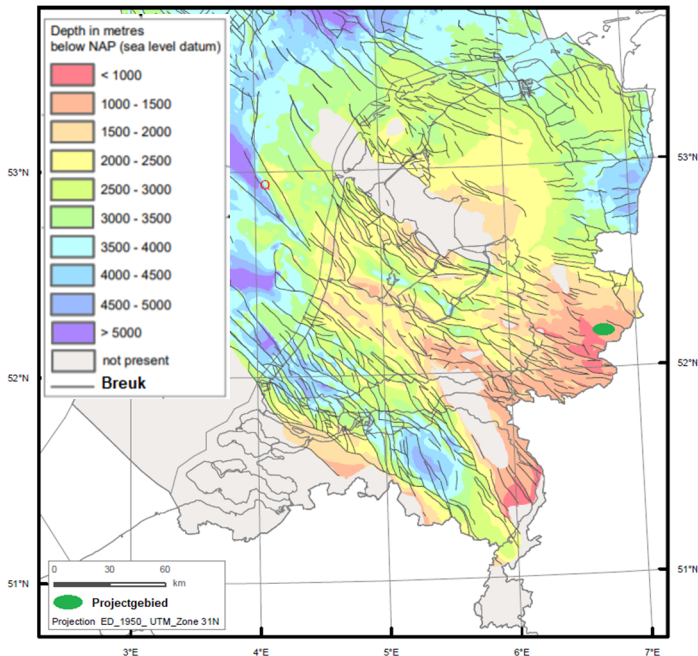 Depth in metres
below NAP (sea level datum)
< 1000
1000 - 1500
1500 - 2000
2000 - 2500
2500 - 3000
3000 - 3500
3500 - 4000
4000 - 4500
4500 - 5000
> 5000
not present
Breuk
53°N
53°N
52°N
52°N
51°N
51°N
0 30 60
km
Projectgebied
Projection ED_1950_ UTM_Zone 31N
3°E 4°E 5°E 6°E 7°E